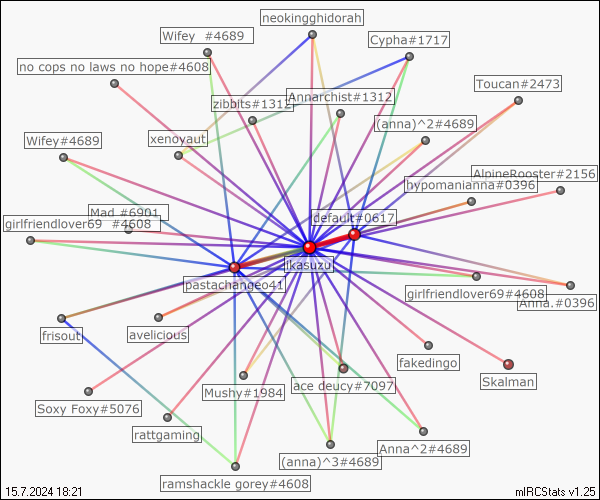 neokingghidorah
Wifey  #4689
Cypha#1717
no cops no laws no hope#4608
Toucan#2473
zibbits#1312
Annarchist#1312
(anna)^2#4689
Wifey#4689
xenoyaut
AlpineRooster#2156
hypomanianna#0396
Mad #6901
default#0617
girlfriendlover69  #4608
ikasuzu
pastachangeo41
girlfriendlover69#4608
Anna.#0396
frisout
avelicious
fakedingo
Skalman
Mushy#1984
ace deucy#7097
Soxy Foxy#5076
rattgaming
Anna^2#4689
(anna)^3#4689
ramshackle gorey#4608
15.7.2024 18:21
mIRCStats v1.25